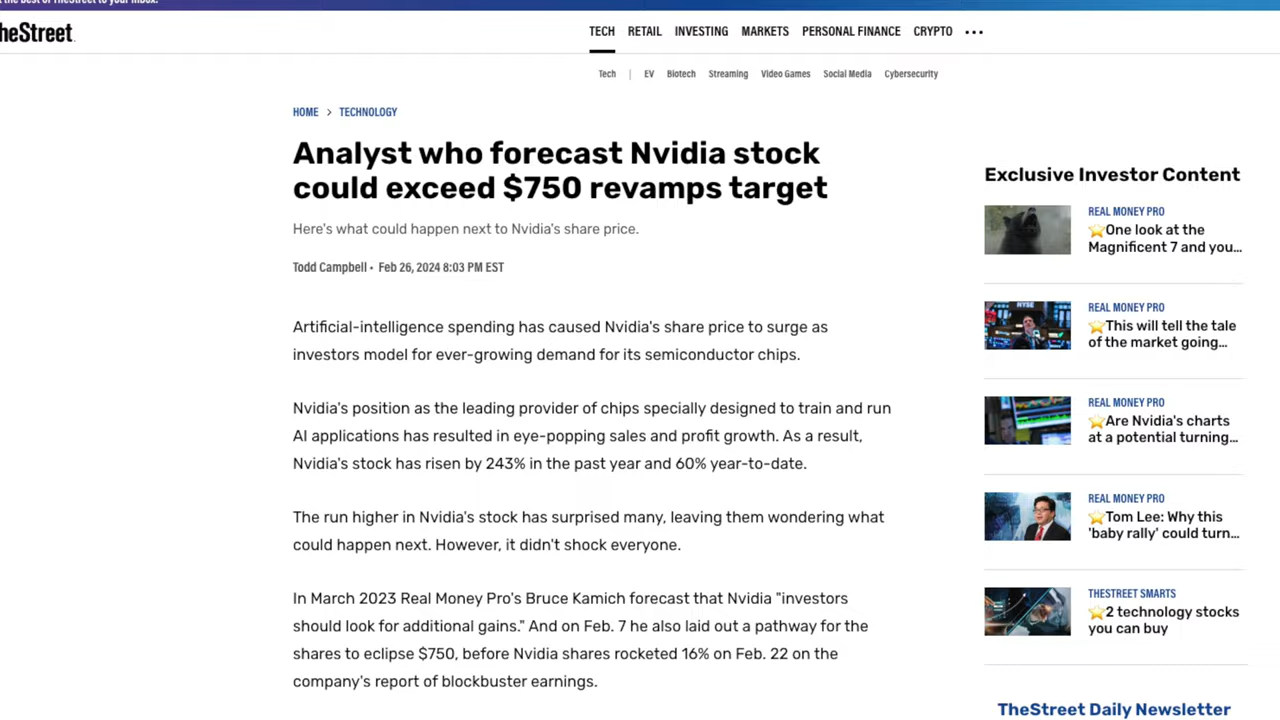 the best of TheStreet to your inbox.
heStreet
TECH RETAIL INVESTING MARKETS PERSONAL FINANCE CRYPTO •••
Tech | EV Biotech Streaming Video Games Social Media Cybersecurity
HOME > TECHNOLOGY
Analyst who forecast Nvidia stock
could exceed $750 revamps target
Here's what could happen next to Nvidia's share price.
Todd Campbell • Feb 26, 2024 8:03 PM EST
Artificial-intelligence spending has caused Nvidia's share price to surge as
investors model for ever-growing demand for its semiconductor chips.
Nvidia's position as the leading provider of chips specially designed to train and run
AI applications has resulted in eye-popping sales and profit growth. As a result,
Nvidia's stock has risen by 243% in the past year and 60% year-to-date.
The run higher in Nvidia's stock has surprised many, leaving them wondering what
could happen next. However, it didn't shock everyone.
In March 2023 Real Money Pro's Bruce Kamich forecast that Nvidia "investors
should look for additional gains." And on Feb. 7 he also laid out a pathway for the
shares to eclipse $750, before Nvidia shares rocketed 16% on Feb. 22 on the
company's report of blockbuster earnings.
Exclusive Investor Content
REAL MONEY PRO
⭐One look at the
Magnificent 7 and you...
NYSE
REAL MONEY PRO
⭐This will tell the tale
of the market going...
REAL MONEY PRO
⭐Are Nvidia's charts
at a potential turning...
REAL MONEY PRO
⭐Tom Lee: Why this
'baby rally' could turn...
THESTREET SMARTS
⭐2 technology stocks
you can buy
TheStreet Daily Newsletter